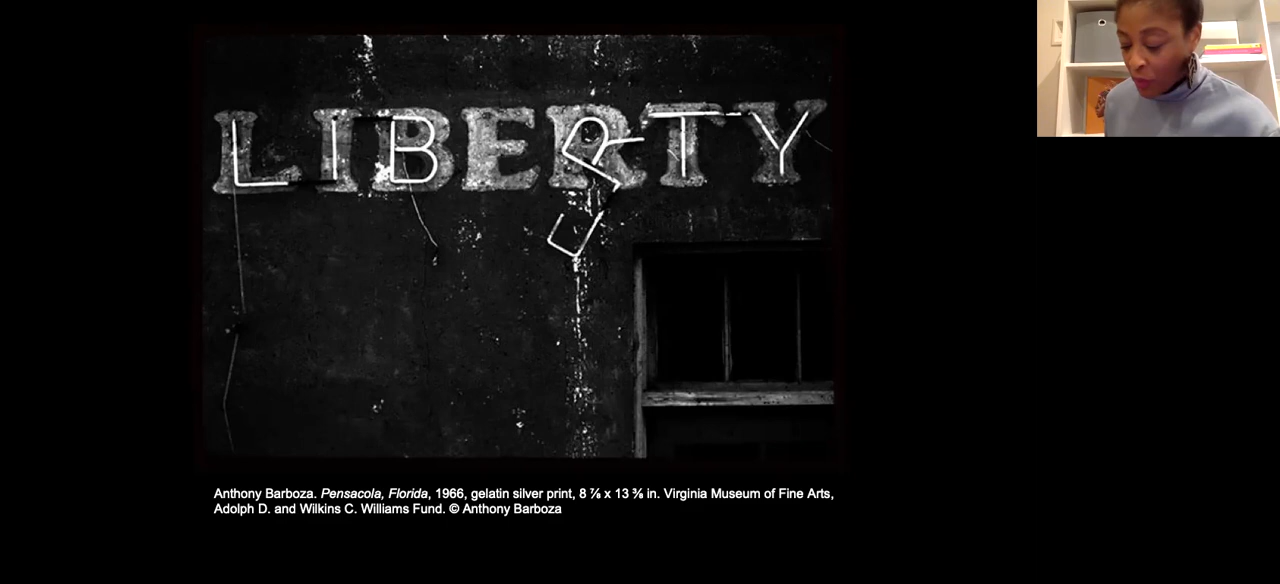 LIBERTY
Anthony Barboza. Pensacola, Florida, 1966, gelatin silver print, 8 ⅞ x 13 ⅜ in. Virginia Museum of Fine Arts,
Adolph D. and Wilkins C. Williams Fund. © Anthony Barboza